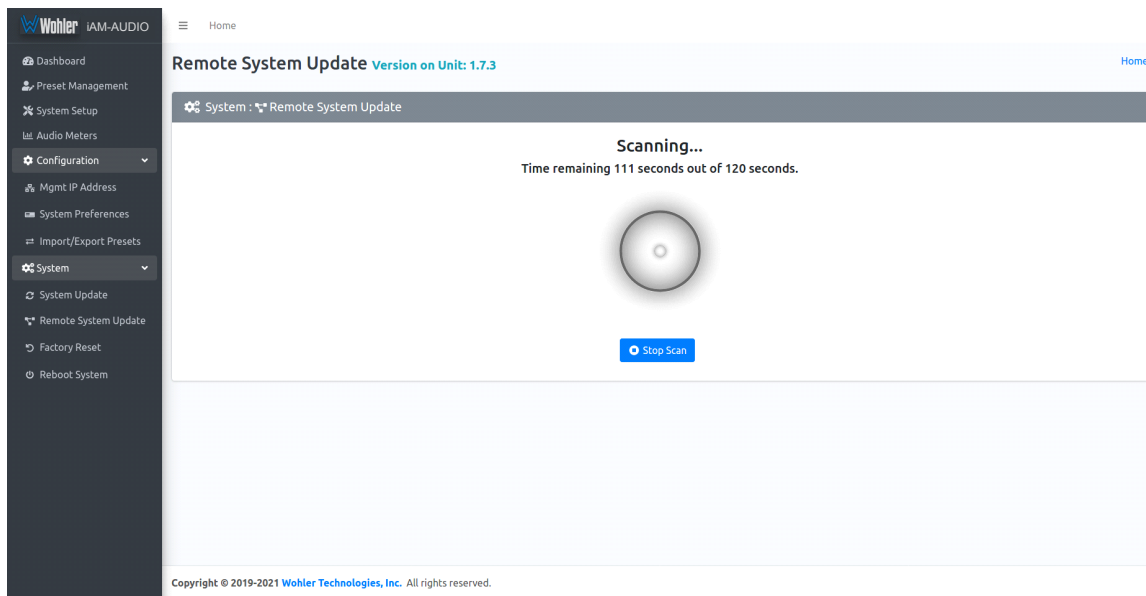 Wohler iAM-AUDIO
Dashboard
Preset Management
System Setup
Audio Meters
Configuration
Mgmt IP Address
System Preferences
Import/Export Presets
System
System Update
Remote System Update
Factory Reset
Reboot System
Home
Remote System Update Version on Unit: 1.7.3
Home
System : Remote System Update
Scanning...
Time remaining 111 seconds out of 120 seconds.
Stop Scan
Copyright © 2019-2021 Wohler Technologies, Inc. All rights reserved.